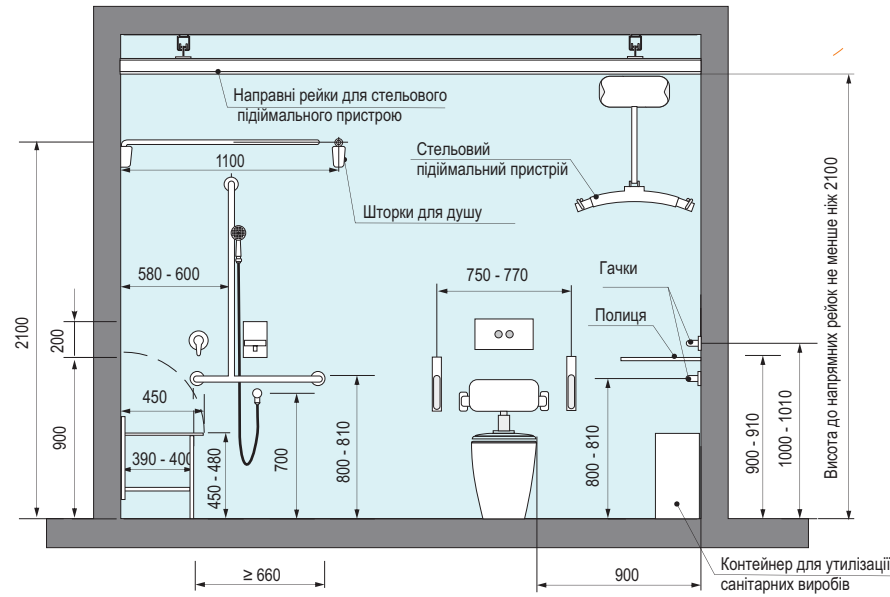 Направні рейки для стельового
підіймального пристрою
Стельовий
підіймальний пристрій
1100
Шторки для душу
580 - 600
750 - 770
Гачки
Полиця
2100
200
900
450
390 - 400
450 - 480
700
800 - 810
800 - 810
900 - 910
1000 - 1010
Висота до напрямних рейок не менше ніж 2100
≥ 660
900
Контейнер для утилізації
санітарних виробів